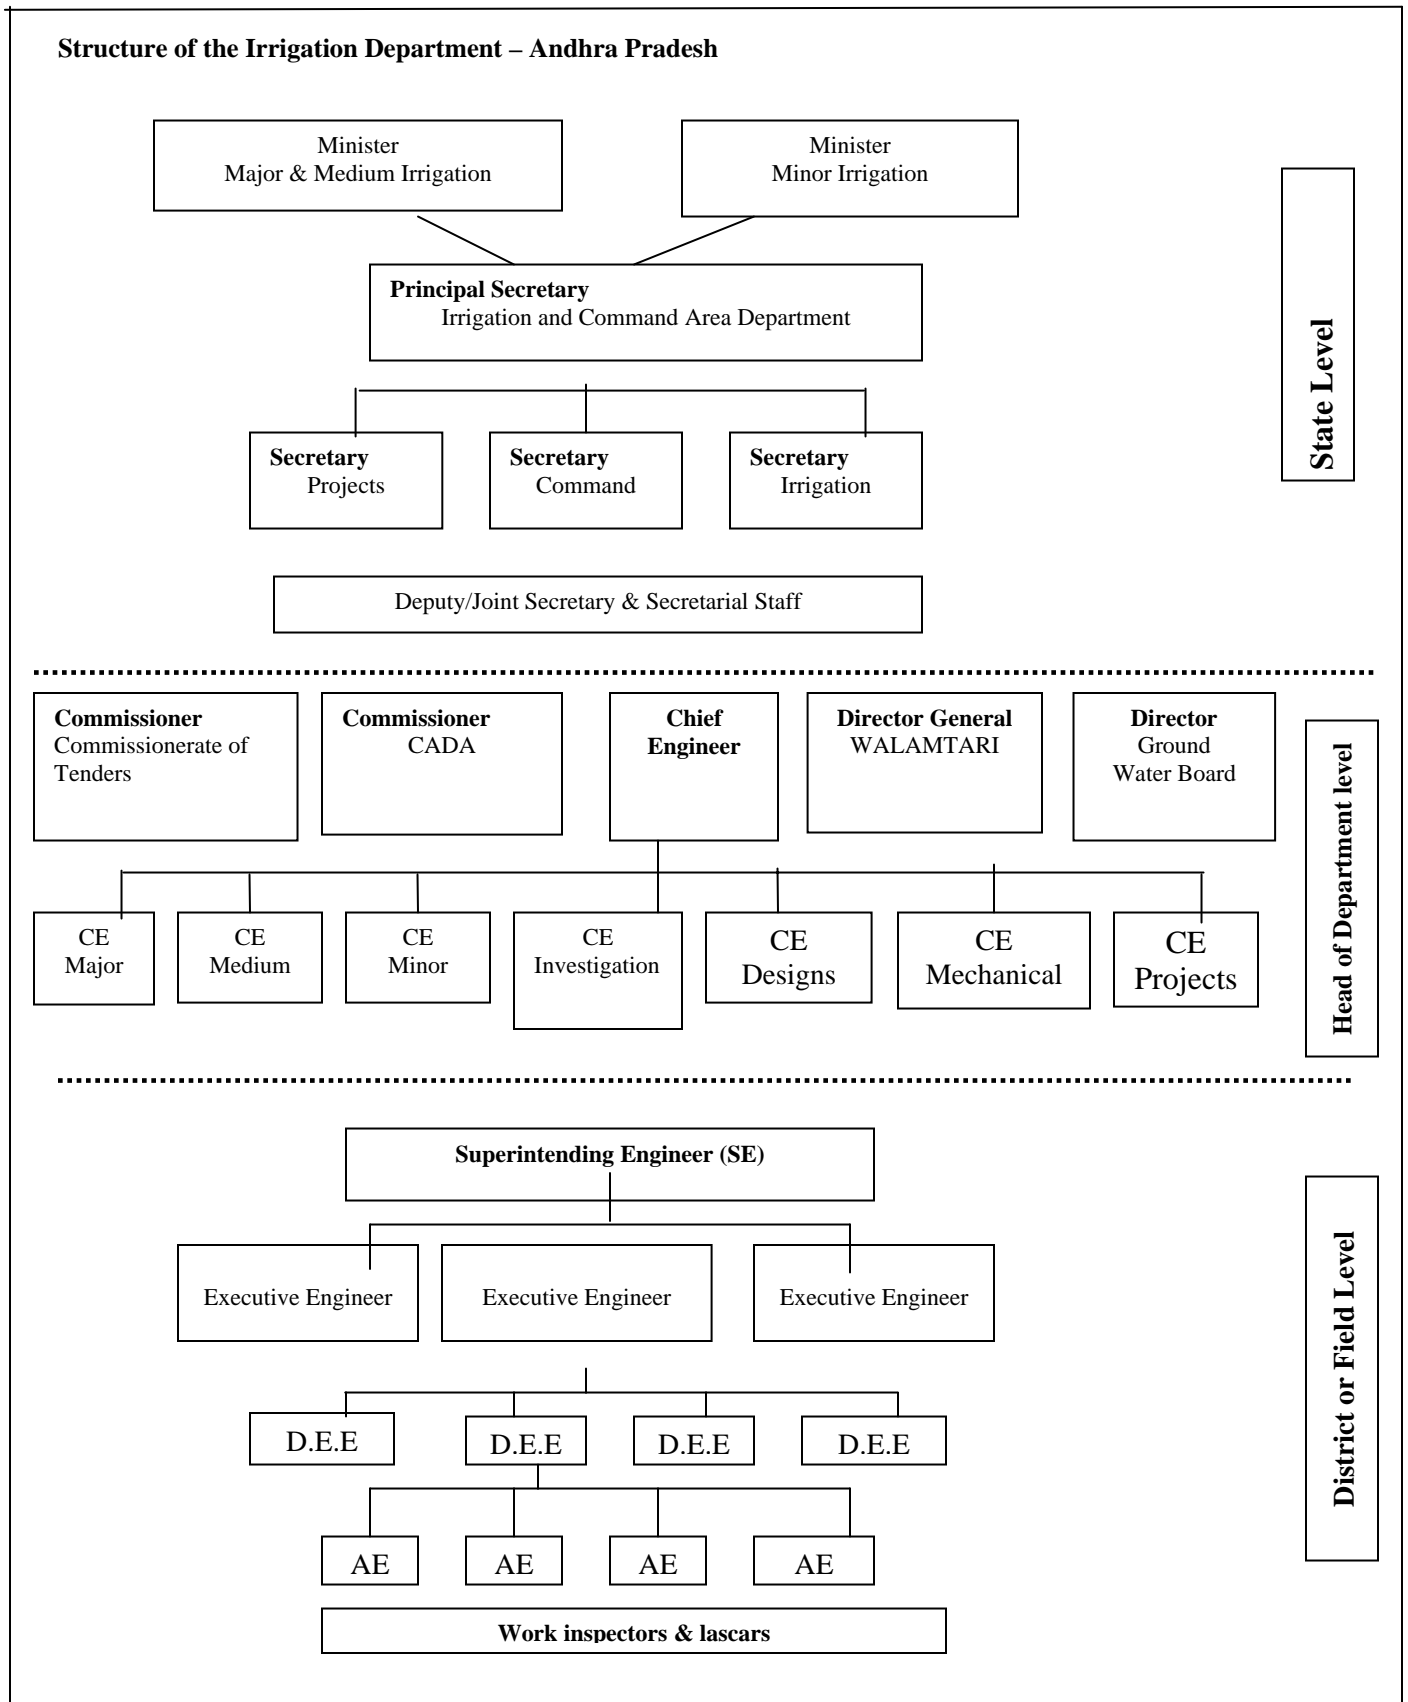 Structure of the Irrigation Department – Andhra Pradesh
Minister
Major & Medium Irrigation
Minister
Minor Irrigation
Principal Secretary
Irrigation and Command Area Department
State Level
Secretary
Projects
Secretary
Command
Secretary
Irrigation
Deputy/Joint Secretary & Secretarial Staff
Commissioner
Commissionerate of
Tenders
Commissioner
CADA
Chief
Engineer
Director General
WALAMTARI
Director
Ground
Water Board
Head of Department level
CE
Major
CE
Medium
CE
Minor
CE
Investigation
CE
Designs
CE
Mechanical
CE
Projects
Superintending Engineer (SE)
Executive Engineer
Executive Engineer
Executive Engineer
District or Field Level
D.E.E
D.E.E
D.E.E
D.E.E
AE
AE
AE
AE
Work inspectors & lascars